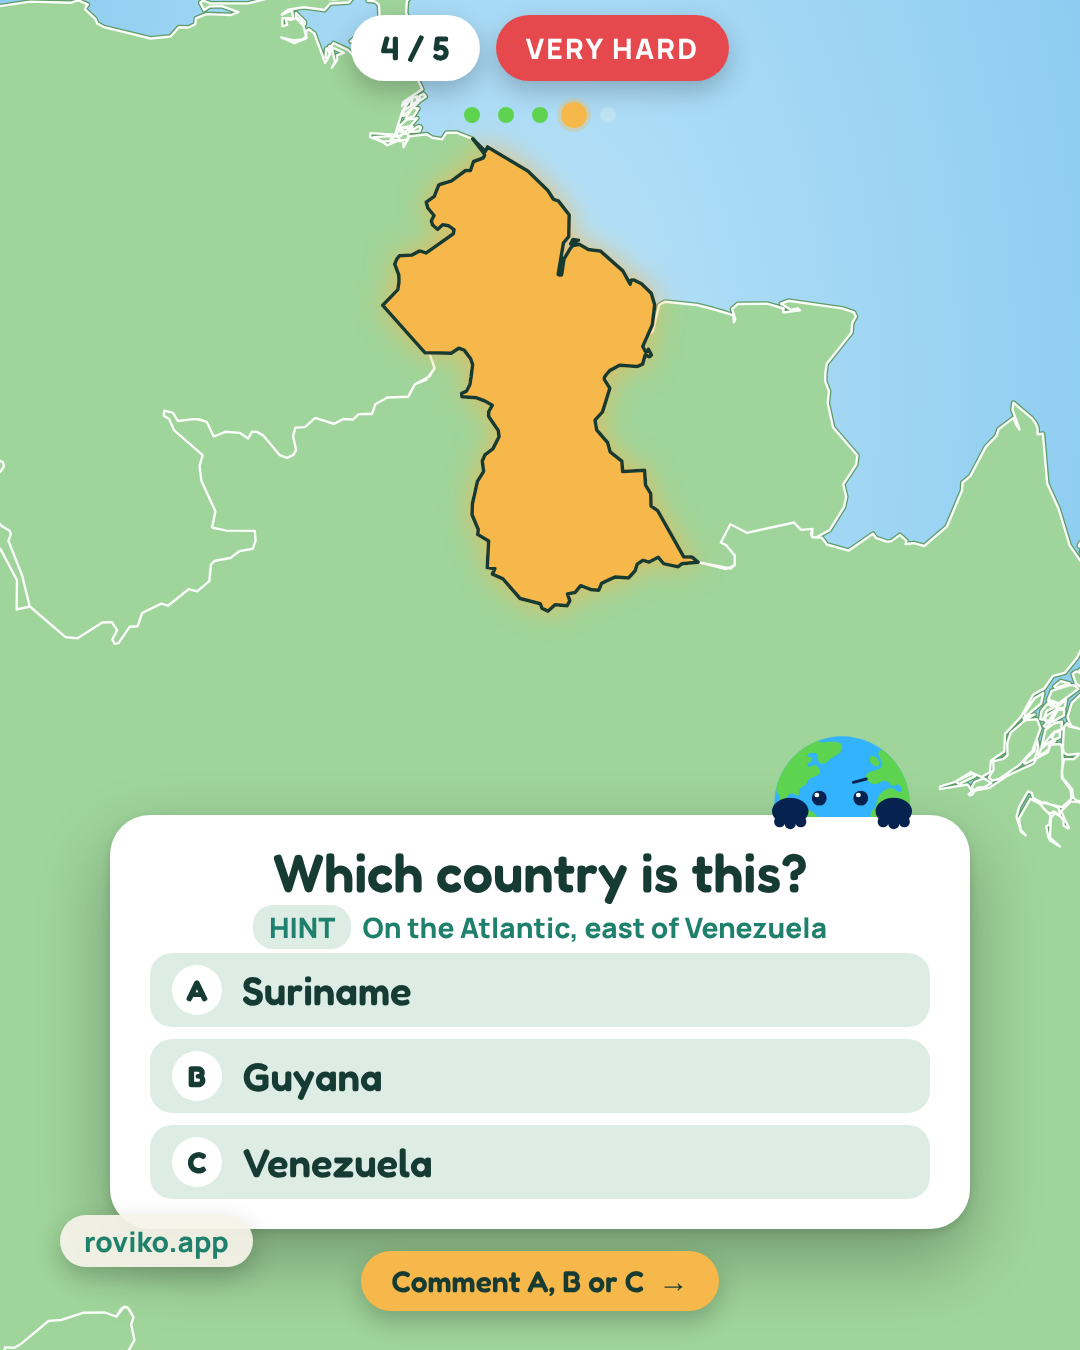 4 / 5
VERY HARD
Which country is this?
HINT On the Atlantic, east of Venezuela
A Suriname
B Guyana
C Venezuela
roviko.app
Comment A, B or C →